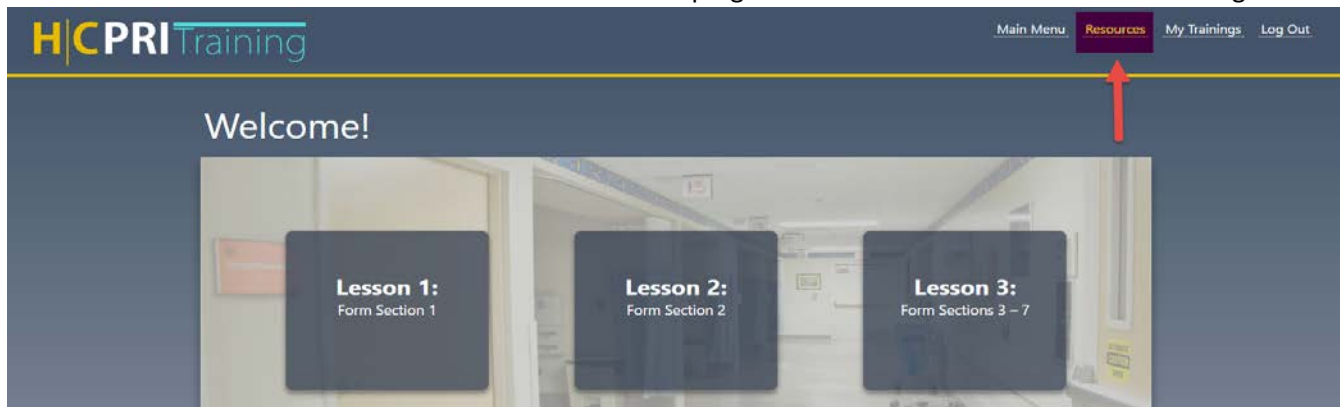 H|CPRI Training
Main Menu Resources My Trainings Log Out
Welcome!
Lesson 1:
Form Section 1
Lesson 2:
Form Section 2
Lesson 3:
Form Sections 3 – 7